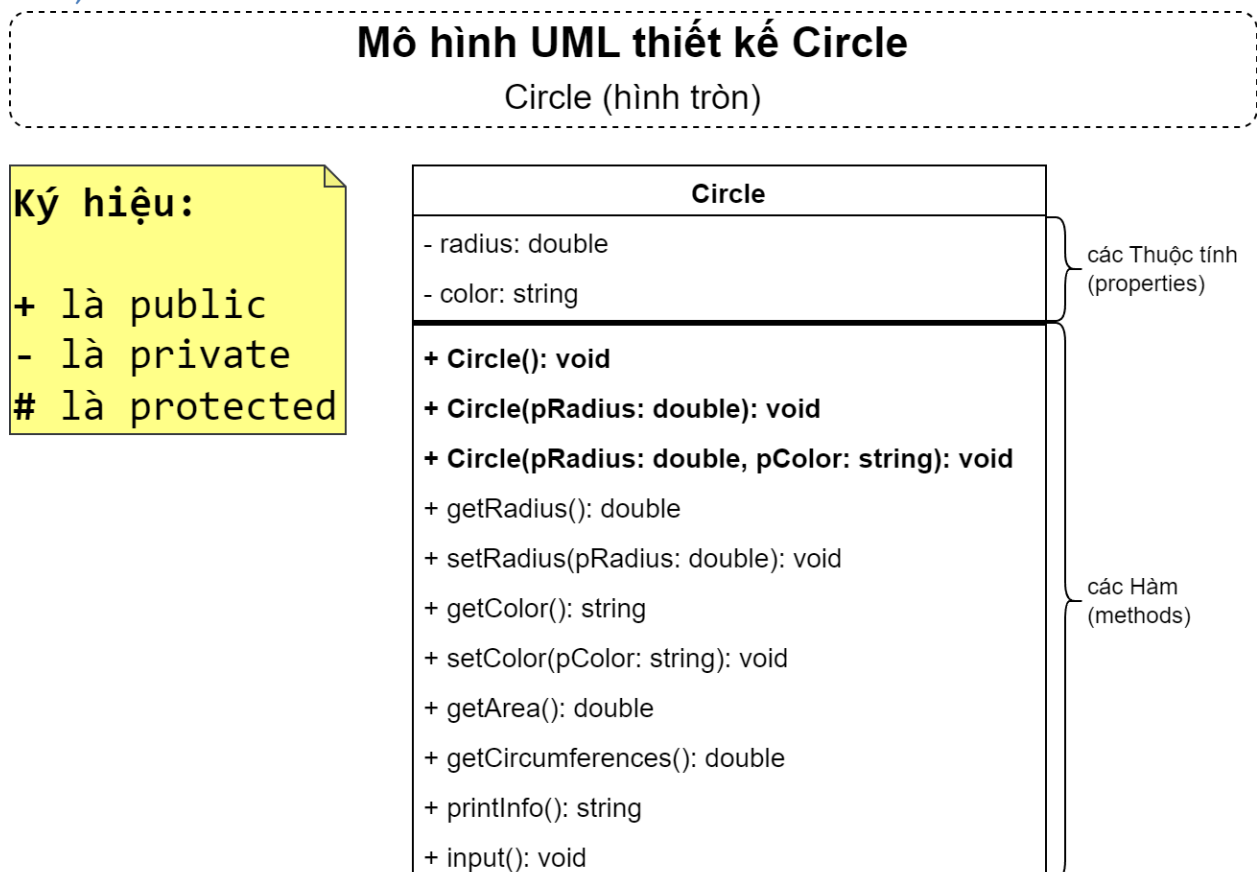 Mô hình UML thiết kế Circle
Circle (hình tròn)
Ký hiệu:
+ là public
- là private
# là protected
Circle
- radius: double
- color: string
các Thuộc tính
(properties)
+ Circle(): void
+ Circle(pRadius: double): void
+ Circle(pRadius: double, pColor: string): void
+ getRadius(): double
+ setRadius(pRadius: double): void
+ getColor(): string
+ setColor(pColor: string): void
+ getArea(): double
+ getCircumferences(): double
+ printInfo(): string
+ input(): void
các Hàm
(methods)